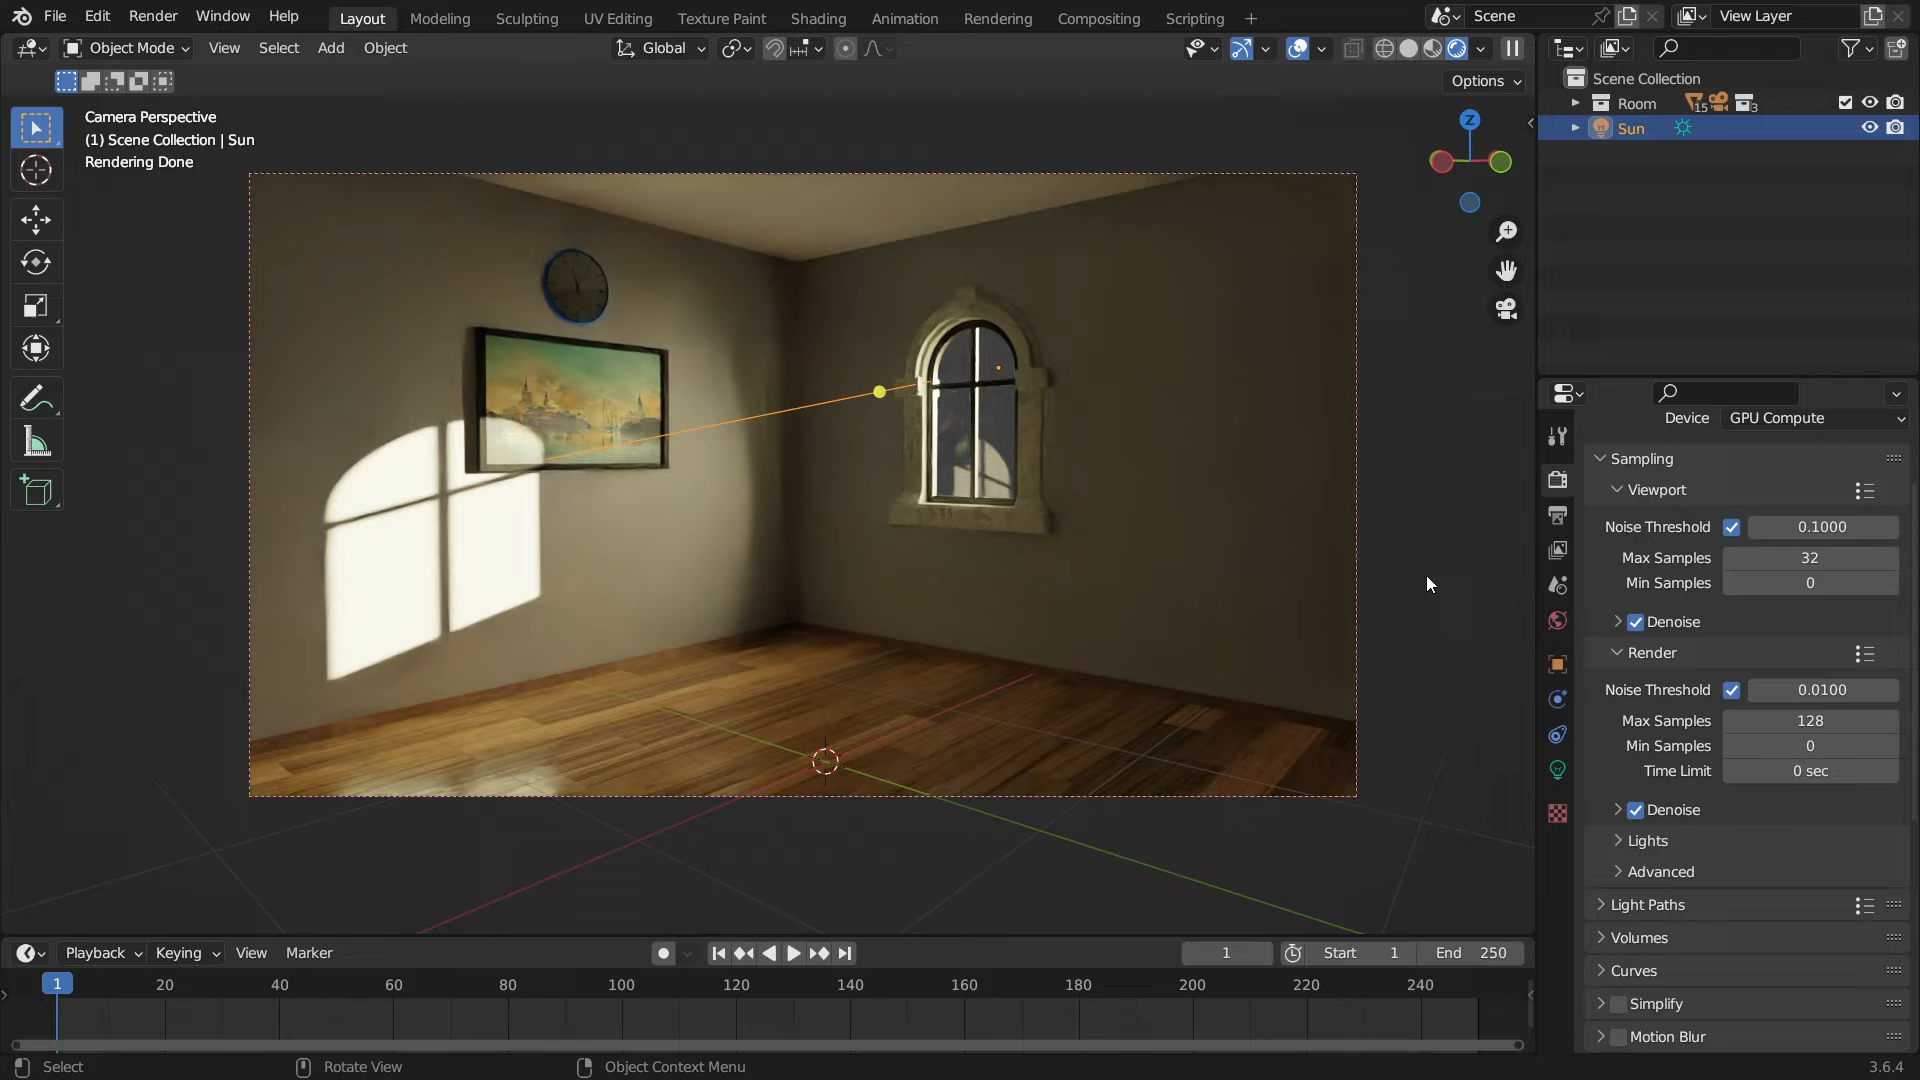 File Edit Render Window Help Layout Modeling Sculpting UV Editing Texture Paint Shading Animation Rendering Compositing Scripting + Scene View Layer
Object Mode View Select Add Object Global
Options
Scene Collection
Room 15 3
Sun
Camera Perspective
(1) Scene Collection | Sun
Rendering Done
Z
Device GPU Compute
Sampling
Viewport
Noise Threshold 0.1000
Max Samples 32
Min Samples 0
Denoise
Render
Noise Threshold 0.0100
Max Samples 128
Min Samples 0
Time Limit 0 sec
Denoise
Lights
Advanced
Light Paths
Volumes
Curves
Simplify
Motion Blur
Playback Keying View Marker 1 Start 1 End 250
1 20 40 60 80 100 120 140 160 180 200 220 240
Select Rotate View Object Context Menu 3.6.4